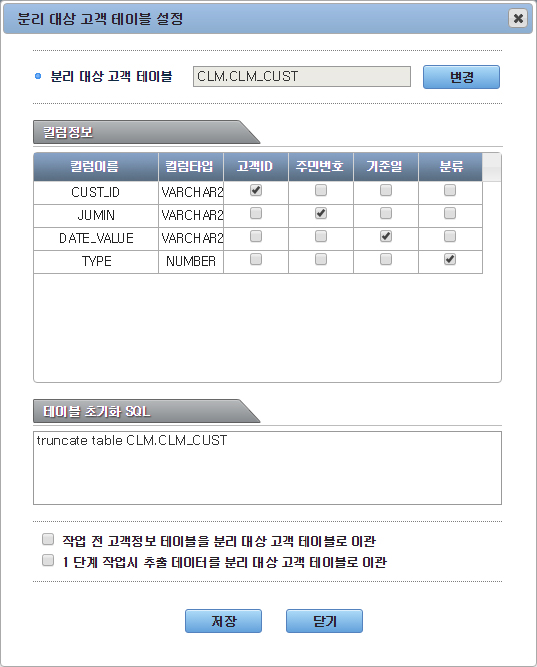 분리 대상 고객 테이블 설정
분리 대상 고객 테이블 CLM.CLM_CUST 변경
컬럼정보
컬럼이름 컬럼타입 고객ID 주민번호 기준일 분류
CUST_ID VARCHAR2
JUMIN VARCHAR2
DATE_VALUE VARCHAR2
TYPE NUMBER
테이블 초기화 SQL
truncate table CLM.CLM_CUST
작업 전 고객정보 테이블을 분리 대상 고객 테이블로 이관
1 단계 작업시 추출 데이터를 분리 대상 고객 테이블로 이관
저장 닫기